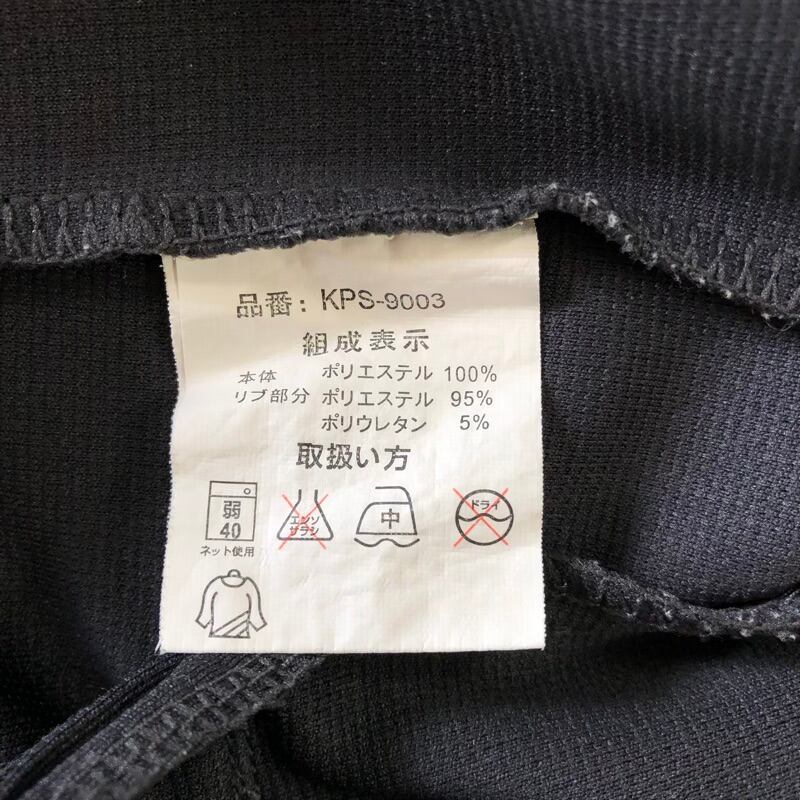 品番: KPS-9003
組成表示
本体 ポリエステル 100%
リブ部分 ポリエステル 95%
ポリウレタン 5%
取扱い方
弱
40
ネット使用
エンソ
サラシ
中
ドライ